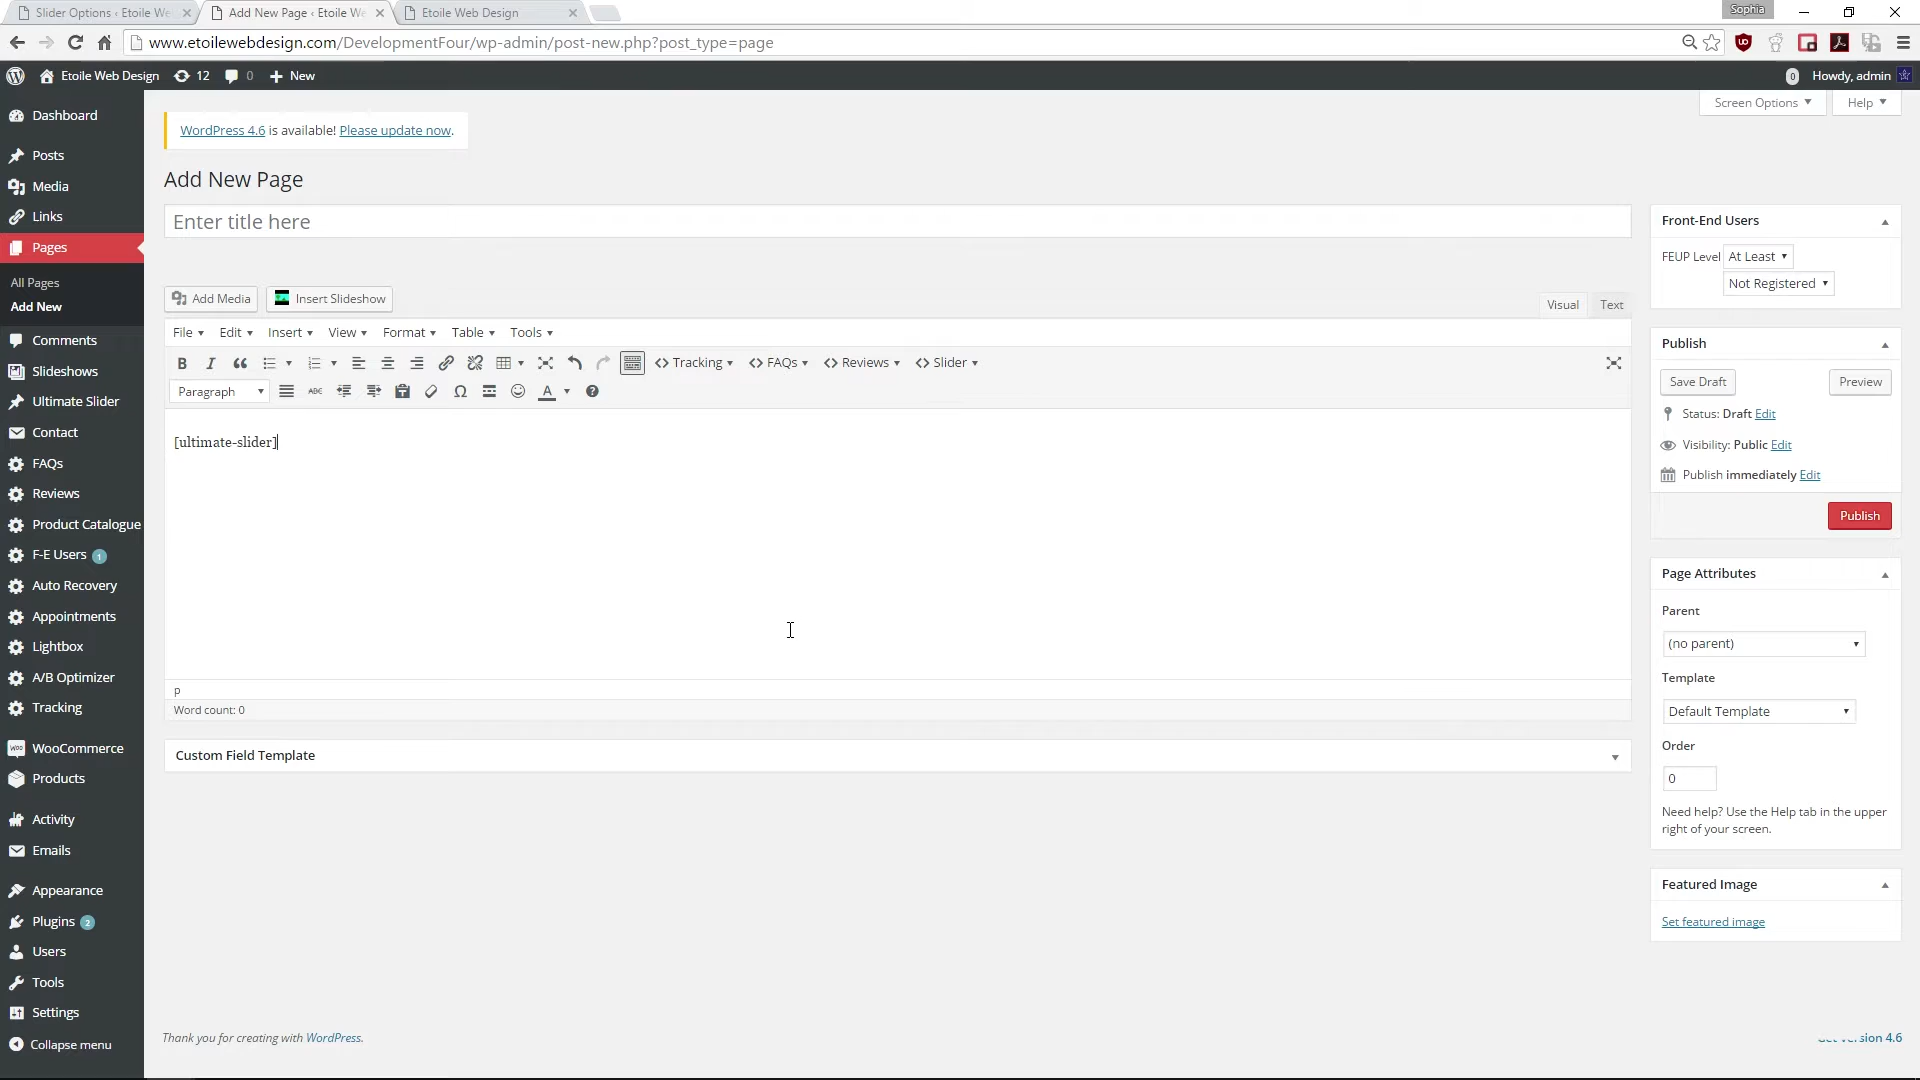 Slider Options ‹ Etoile We
Add New Page ‹ Etoile We
Etoile Web Design
Sophia
www.etoilewebdesign.com/DevelopmentFour/wp-admin/post-new.php?post_type=page
Etoile Web Design
12
0
New
0
Howdy, admin
Screen Options
Help
Dashboard
Posts
Media
Links
Pages
All Pages
Add New
Comments
Slideshows
Ultimate Slider
Contact
FAQs
Reviews
Product Catalogue
F-E Users 1
Auto Recovery
Appointments
Lightbox
A/B Optimizer
Tracking
WooCommerce
Products
Activity
Emails
Appearance
Plugins 2
Users
Tools
Settings
Collapse menu
WordPress 4.6 is available! Please update now.
Add New Page
Enter title here
Add Media
Insert Slideshow
Visual
Text
File
Edit
Insert
View
Format
Table
Tools
Tracking
FAQs
Reviews
Slider
Paragraph
[ultimate-slider]
p
Word count: 0
Custom Field Template
Thank you for creating with WordPress.
Front-End Users
FEUP Level
At Least
Not Registered
Publish
Save Draft
Preview
Status: Draft Edit
Visibility: Public Edit
Publish immediately Edit
Publish
Page Attributes
Parent
(no parent)
Template
Default Template
Order
0
Need help? Use the Help tab in the upper
right of your screen.
Featured Image
Set featured image
Get Version 4.6